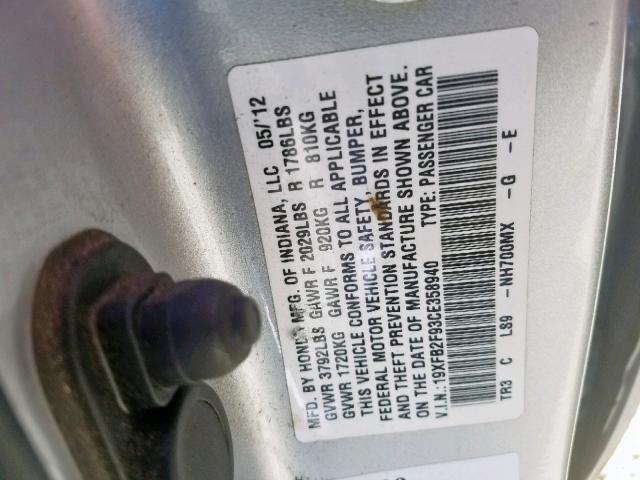 MFD. BY HONDA MFG. OF INDIANA, LLC 05/'12
GVWR 3792LBS GAWR F 2029LBS R 1786LBS
GVWR 1720KG GAWR F 920KG R 810KG
THIS VEHICLE CONFORMS TO ALL APPLICABLE
FEDERAL MOTOR VEHICLE SAFETY, BUMPER,
AND THEFT PREVENTION STANDARDS IN EFFECT
ON THE DATE OF MANUFACTURE SHOWN ABOVE.
V.I.N.: 19XFB2F93CE358940 TYPE: PASSENGER CAR
TR3 C LS9 - NH700MX - G - E